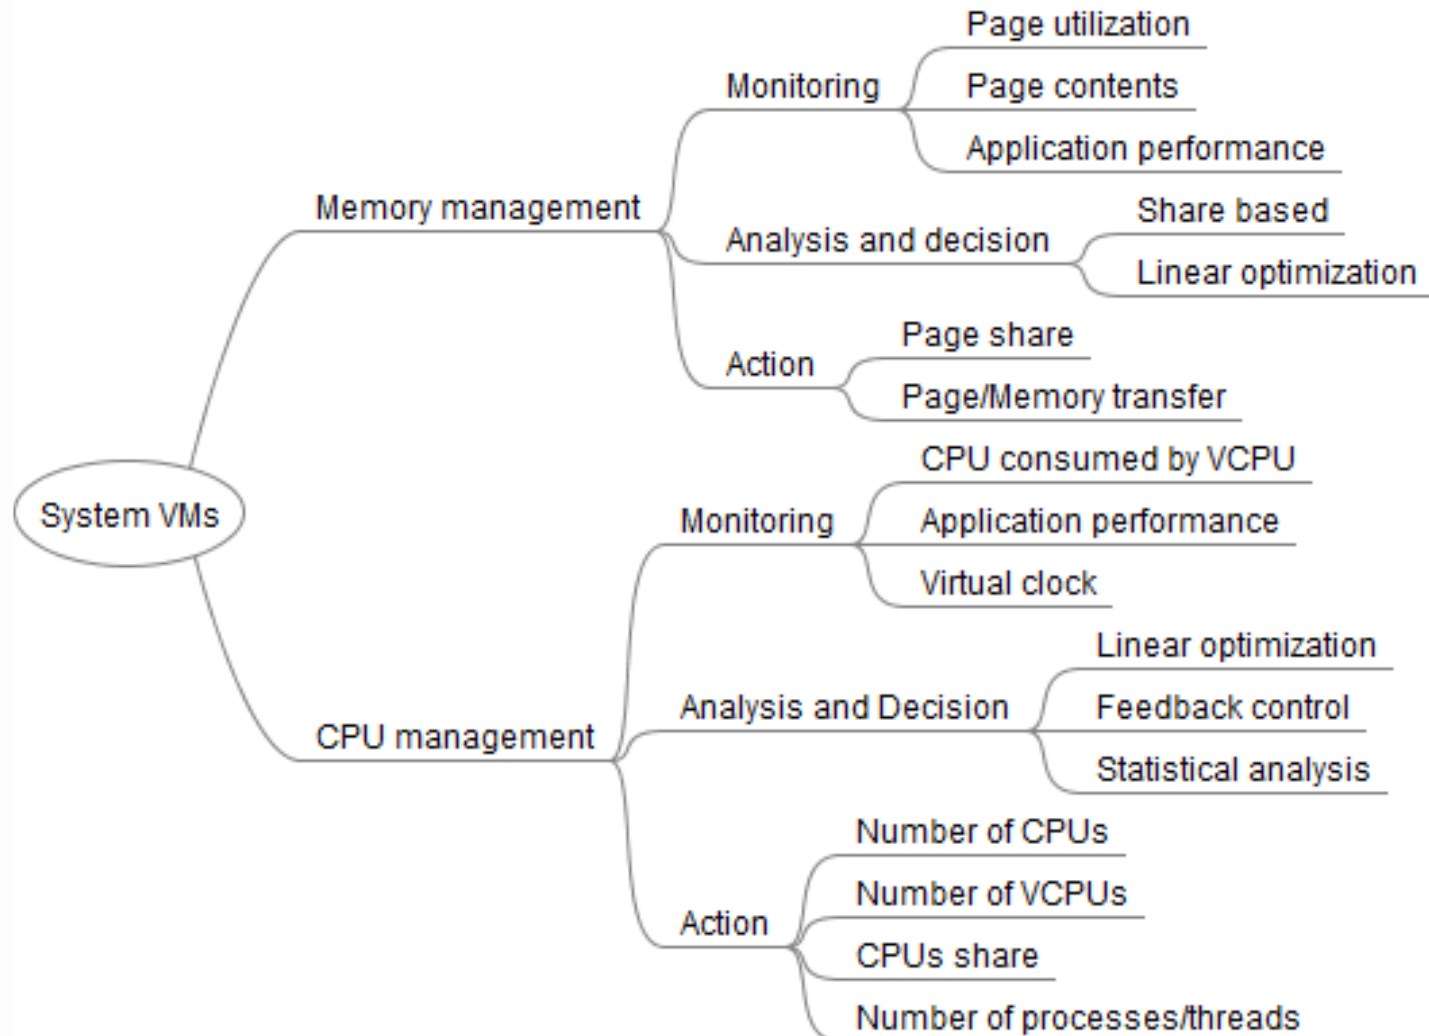 Page utilization
Monitoring
Page contents
Application performance
Memory management
Share based
Analysis and decision
Linear optimization
Page share
Action
Page/Memory transfer
CPU consumed by VCPU
System VMs
Monitoring
Application performance
Virtual clock
Linear optimization
Analysis and Decision
Feedback control
CPU management
Statistical analysis
Number of CPUs
Number of VCPUs
Action
CPUs share
Number of processes/threads